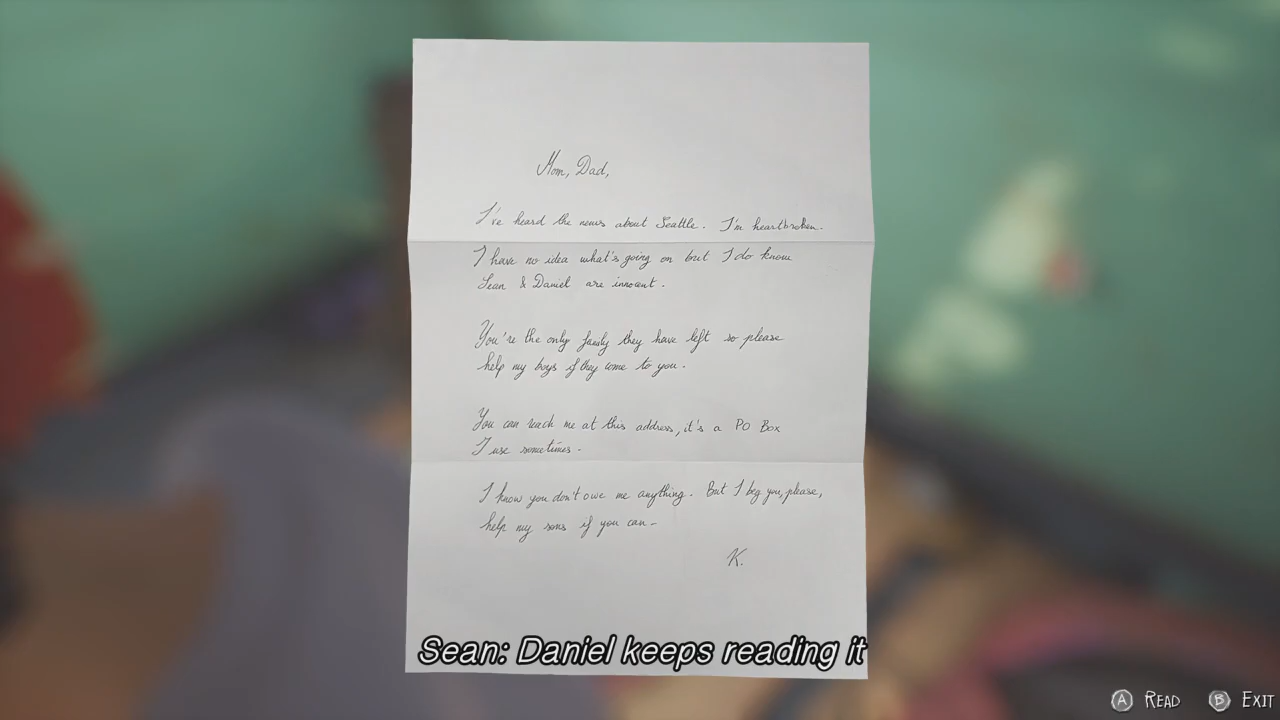 Mom, Dad,
I've heard the news about Seattle. I'm heartbroken.
I have no idea what's going on but I do know
Sean & Daniel are innocent.
You're the only family they have left so please
help my boys if they come to you.
You can reach me at this address, it's a PO Box
I use sometimes.
I know you don't owe me anything. But I beg you, please,
help my sons if you can.
K.
Sean: Daniel keeps reading it
A READ B EXIT